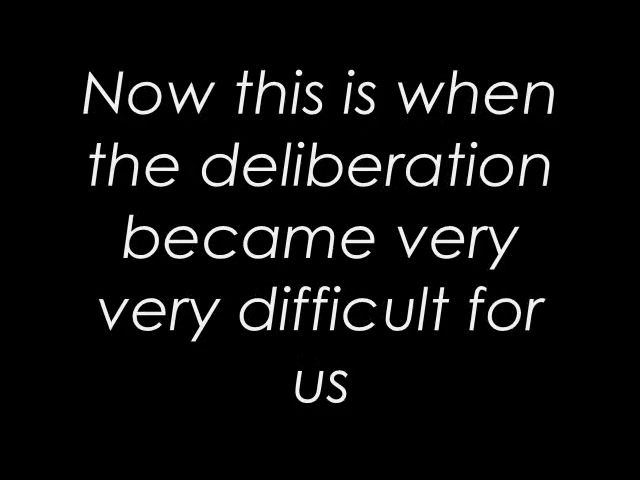 Now this is when
the deliberation
became very
very difficult for
us